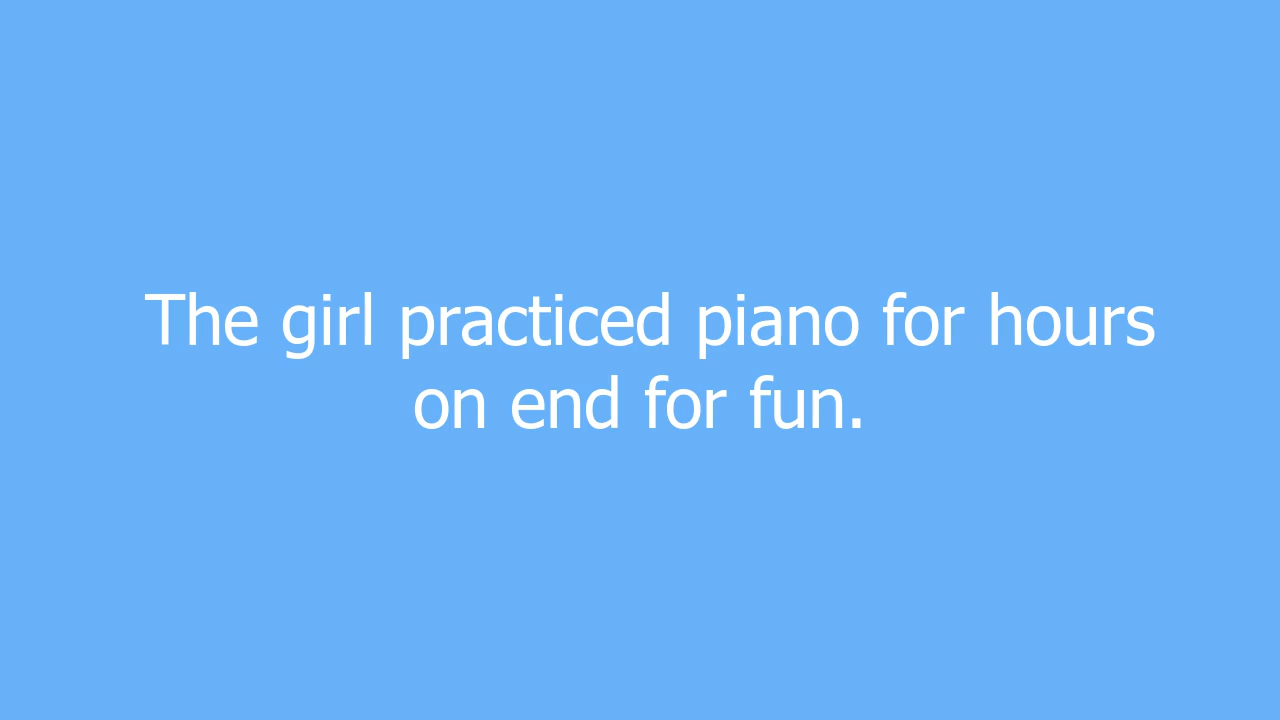 The girl practiced piano for hours
on end for fun.